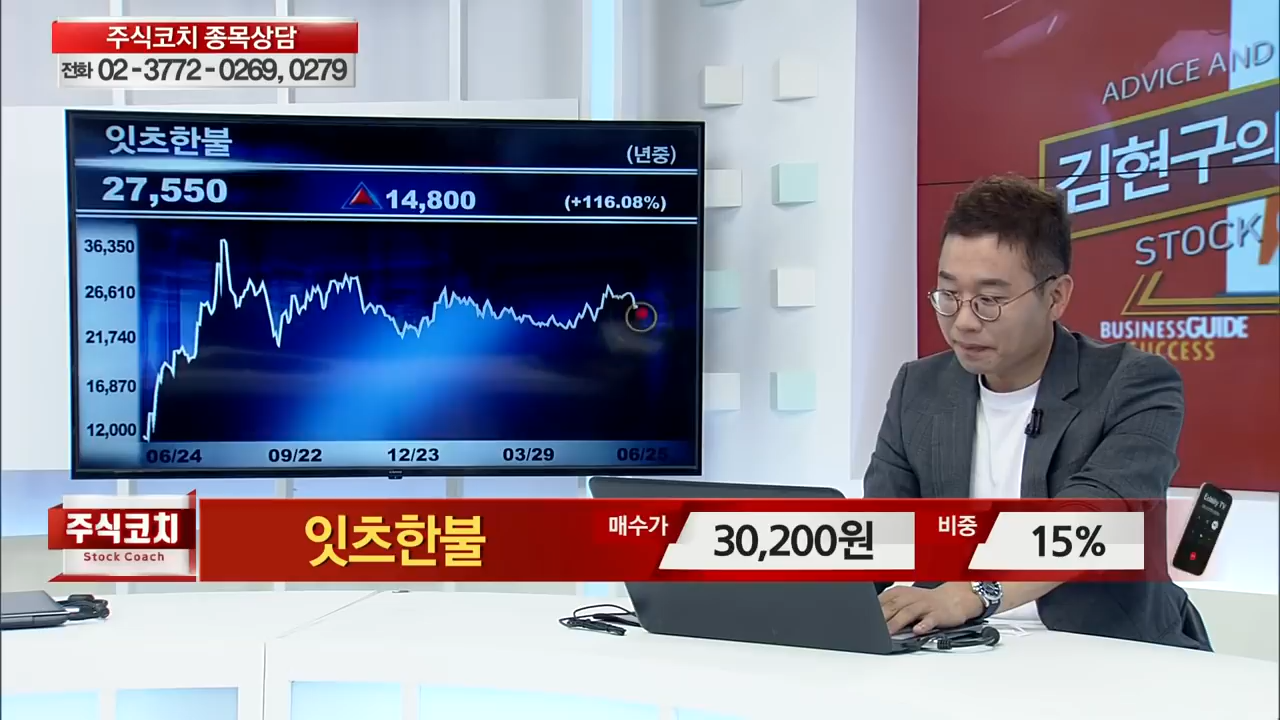 주식코치 종목상담
전화 02-3772-0269, 0279
잇츠한불
(년중)
27,550
14,800
(+116.08%)
36,350
26,610
21,740
16,870
12,000
06/24
09/22
12/23
03/29
06/25
ADVICE AND
김현구의
STOCK
BUSINESSGUIDE
SUCCESS
주식코치
Stock Coach
잇츠한불
매수가
30,200원
비중
15%